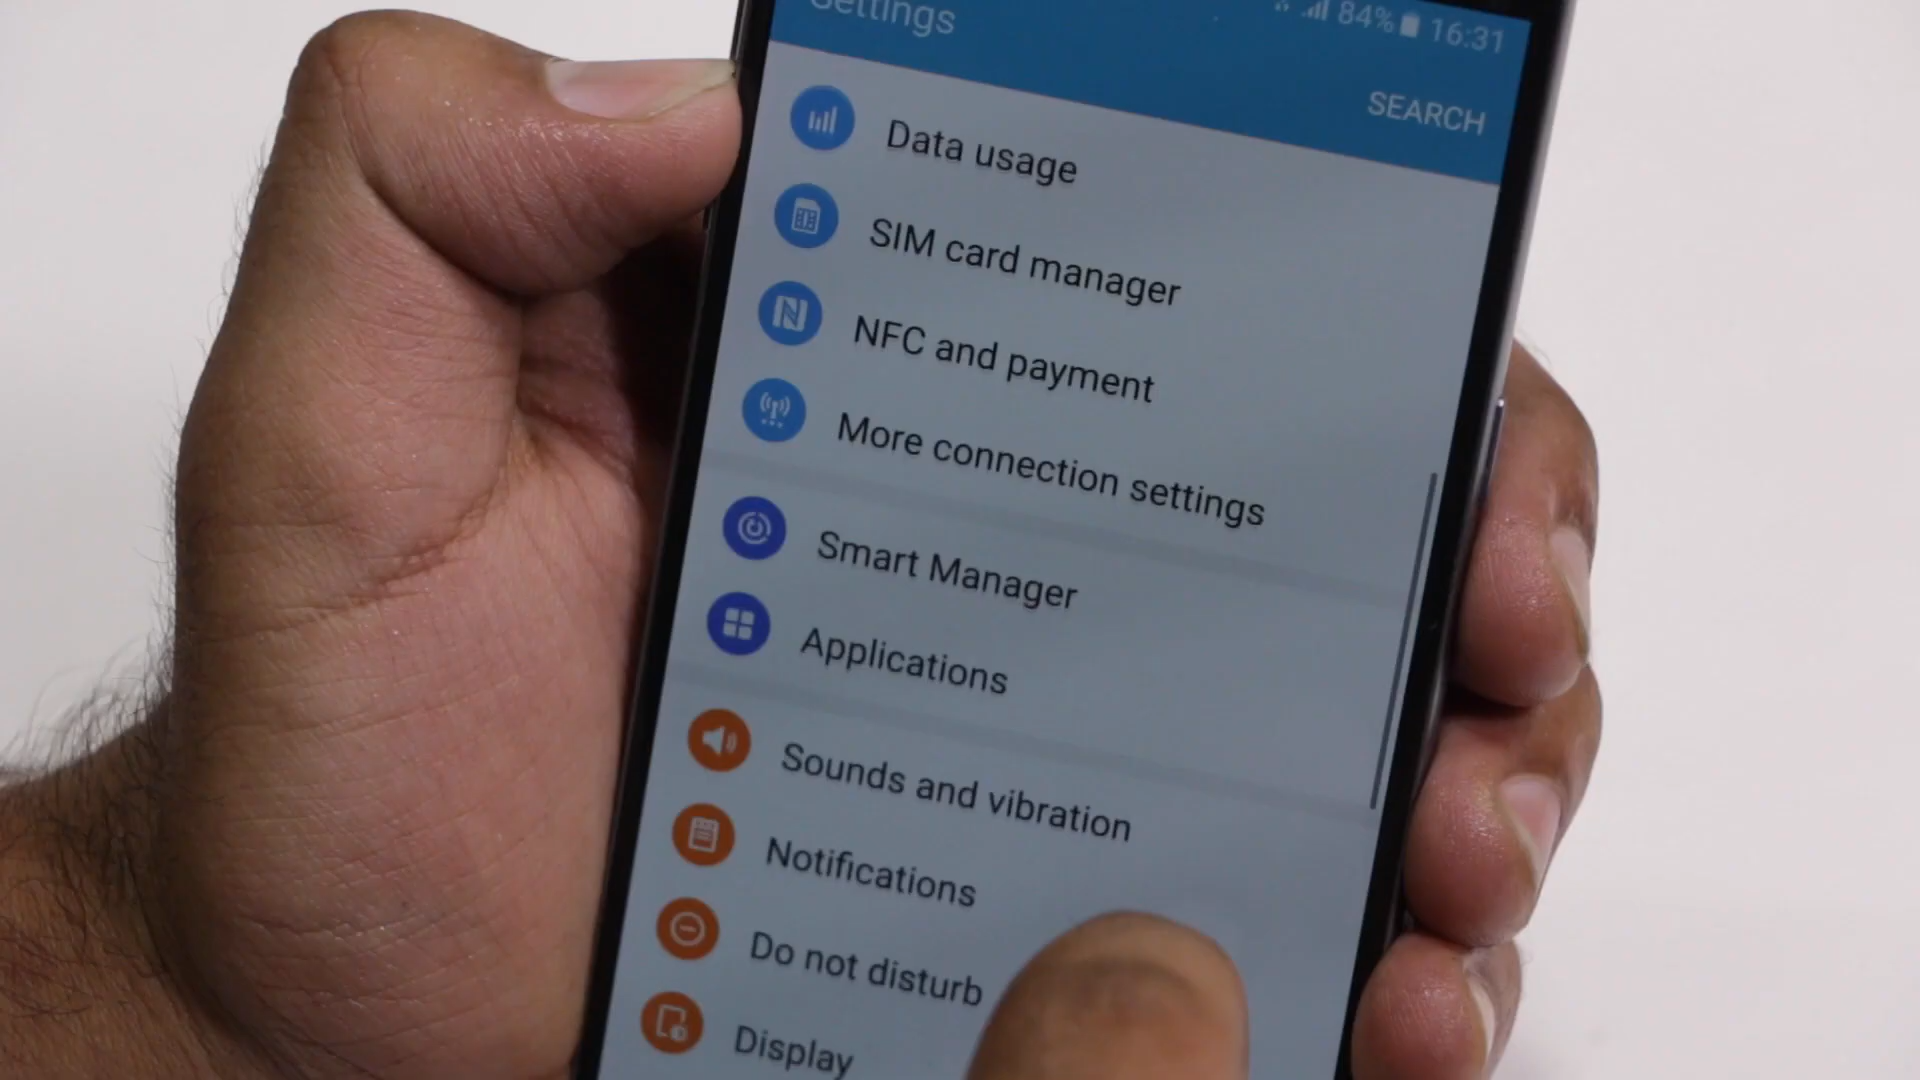 Settings
84% 16:31
SEARCH
Data usage
SIM card manager
NFC and payment
More connection settings
Smart Manager
Applications
Sounds and vibration
Notifications
Do not disturb
Display